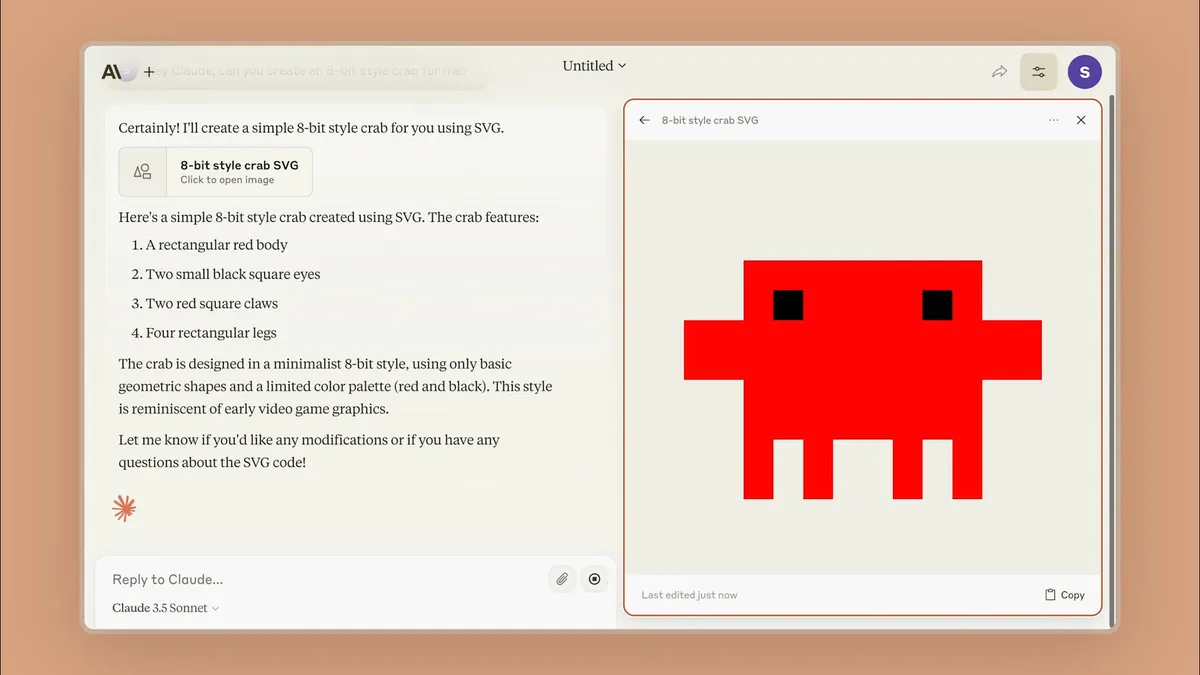 Untitled
ey Claude, can you create an 8-bit style crab for me?
S
Certainly! I'll create a simple 8-bit style crab for you using SVG.
8-bit style crab SVG
Click to open image
Here's a simple 8-bit style crab created using SVG. The crab features:
1. A rectangular red body
2. Two small black square eyes
3. Two red square claws
4. Four rectangular legs
The crab is designed in a minimalist 8-bit style, using only basic
geometric shapes and a limited color palette (red and black). This style
is reminiscent of early video game graphics.
Let me know if you'd like any modifications or if you have any
questions about the SVG code!
Reply to Claude...
Claude 3.5 Sonnet
8-bit style crab SVG
Last edited just now
Copy